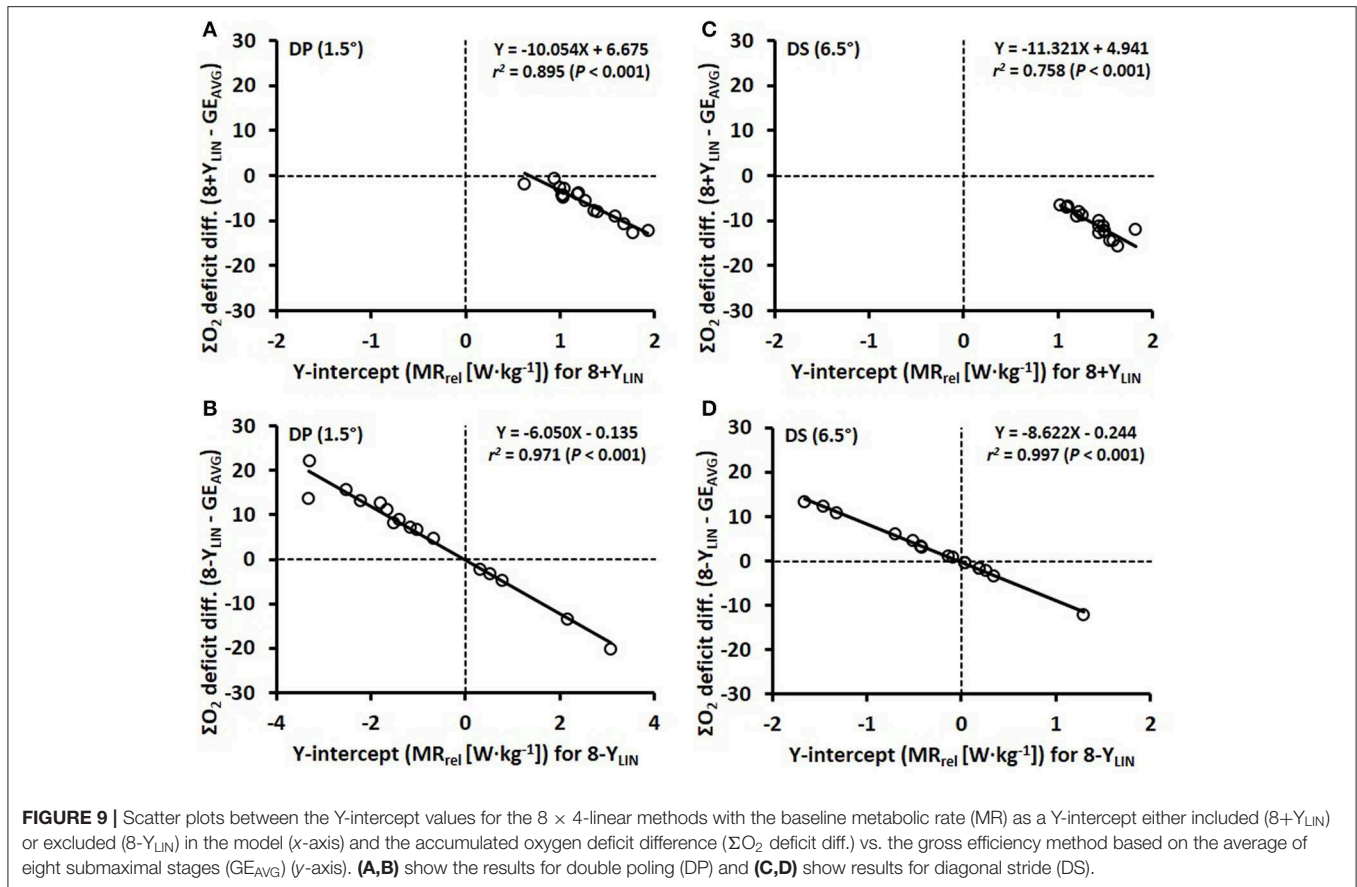 A
DP (1.5°)
Y = -10.054X + 6.675
r² = 0.895 (P < 0.001)
ΣO₂ deficit diff. (8+Y_LIN - GE_AVG)
30
20
10
0
-10
-20
-30
-2 -1 0 1 2
Y-intercept (MR_rel [W·kg⁻¹]) for 8+Y_LIN
C
DS (6.5°)
Y = -11.321X + 4.941
r² = 0.758 (P < 0.001)
ΣO₂ deficit diff. (8+Y_LIN - GE_AVG)
30
20
10
0
-10
-20
-30
-2 -1 0 1 2
Y-intercept (MR_rel [W·kg⁻¹]) for 8+Y_LIN
B
DP (1.5°)
Y = -6.050X - 0.135
r² = 0.971 (P < 0.001)
ΣO₂ deficit diff. (8-Y_LIN - GE_AVG)
30
20
10
0
-10
-20
-30
-4 -2 0 2 4
Y-intercept (MR_rel [W·kg⁻¹]) for 8-Y_LIN
D
DS (6.5°)
Y = -8.622X - 0.244
r² = 0.997 (P < 0.001)
ΣO₂ deficit diff. (8-Y_LIN - GE_AVG)
30
20
10
0
-10
-20
-30
-2 -1 0 1 2
Y-intercept (MR_rel [W·kg⁻¹]) for 8-Y_LIN
FIGURE 9 | Scatter plots between the Y-intercept values for the 8 × 4-linear methods with the baseline metabolic rate (MR) as a Y-intercept either included (8+Y_LIN)
or excluded (8-Y_LIN) in the model (x-axis) and the accumulated oxygen deficit difference (ΣO₂ deficit diff.) vs. the gross efficiency method based on the average of
eight submaximal stages (GE_AVG) (y-axis). (A,B) show the results for double poling (DP) and (C,D) show results for diagonal stride (DS).